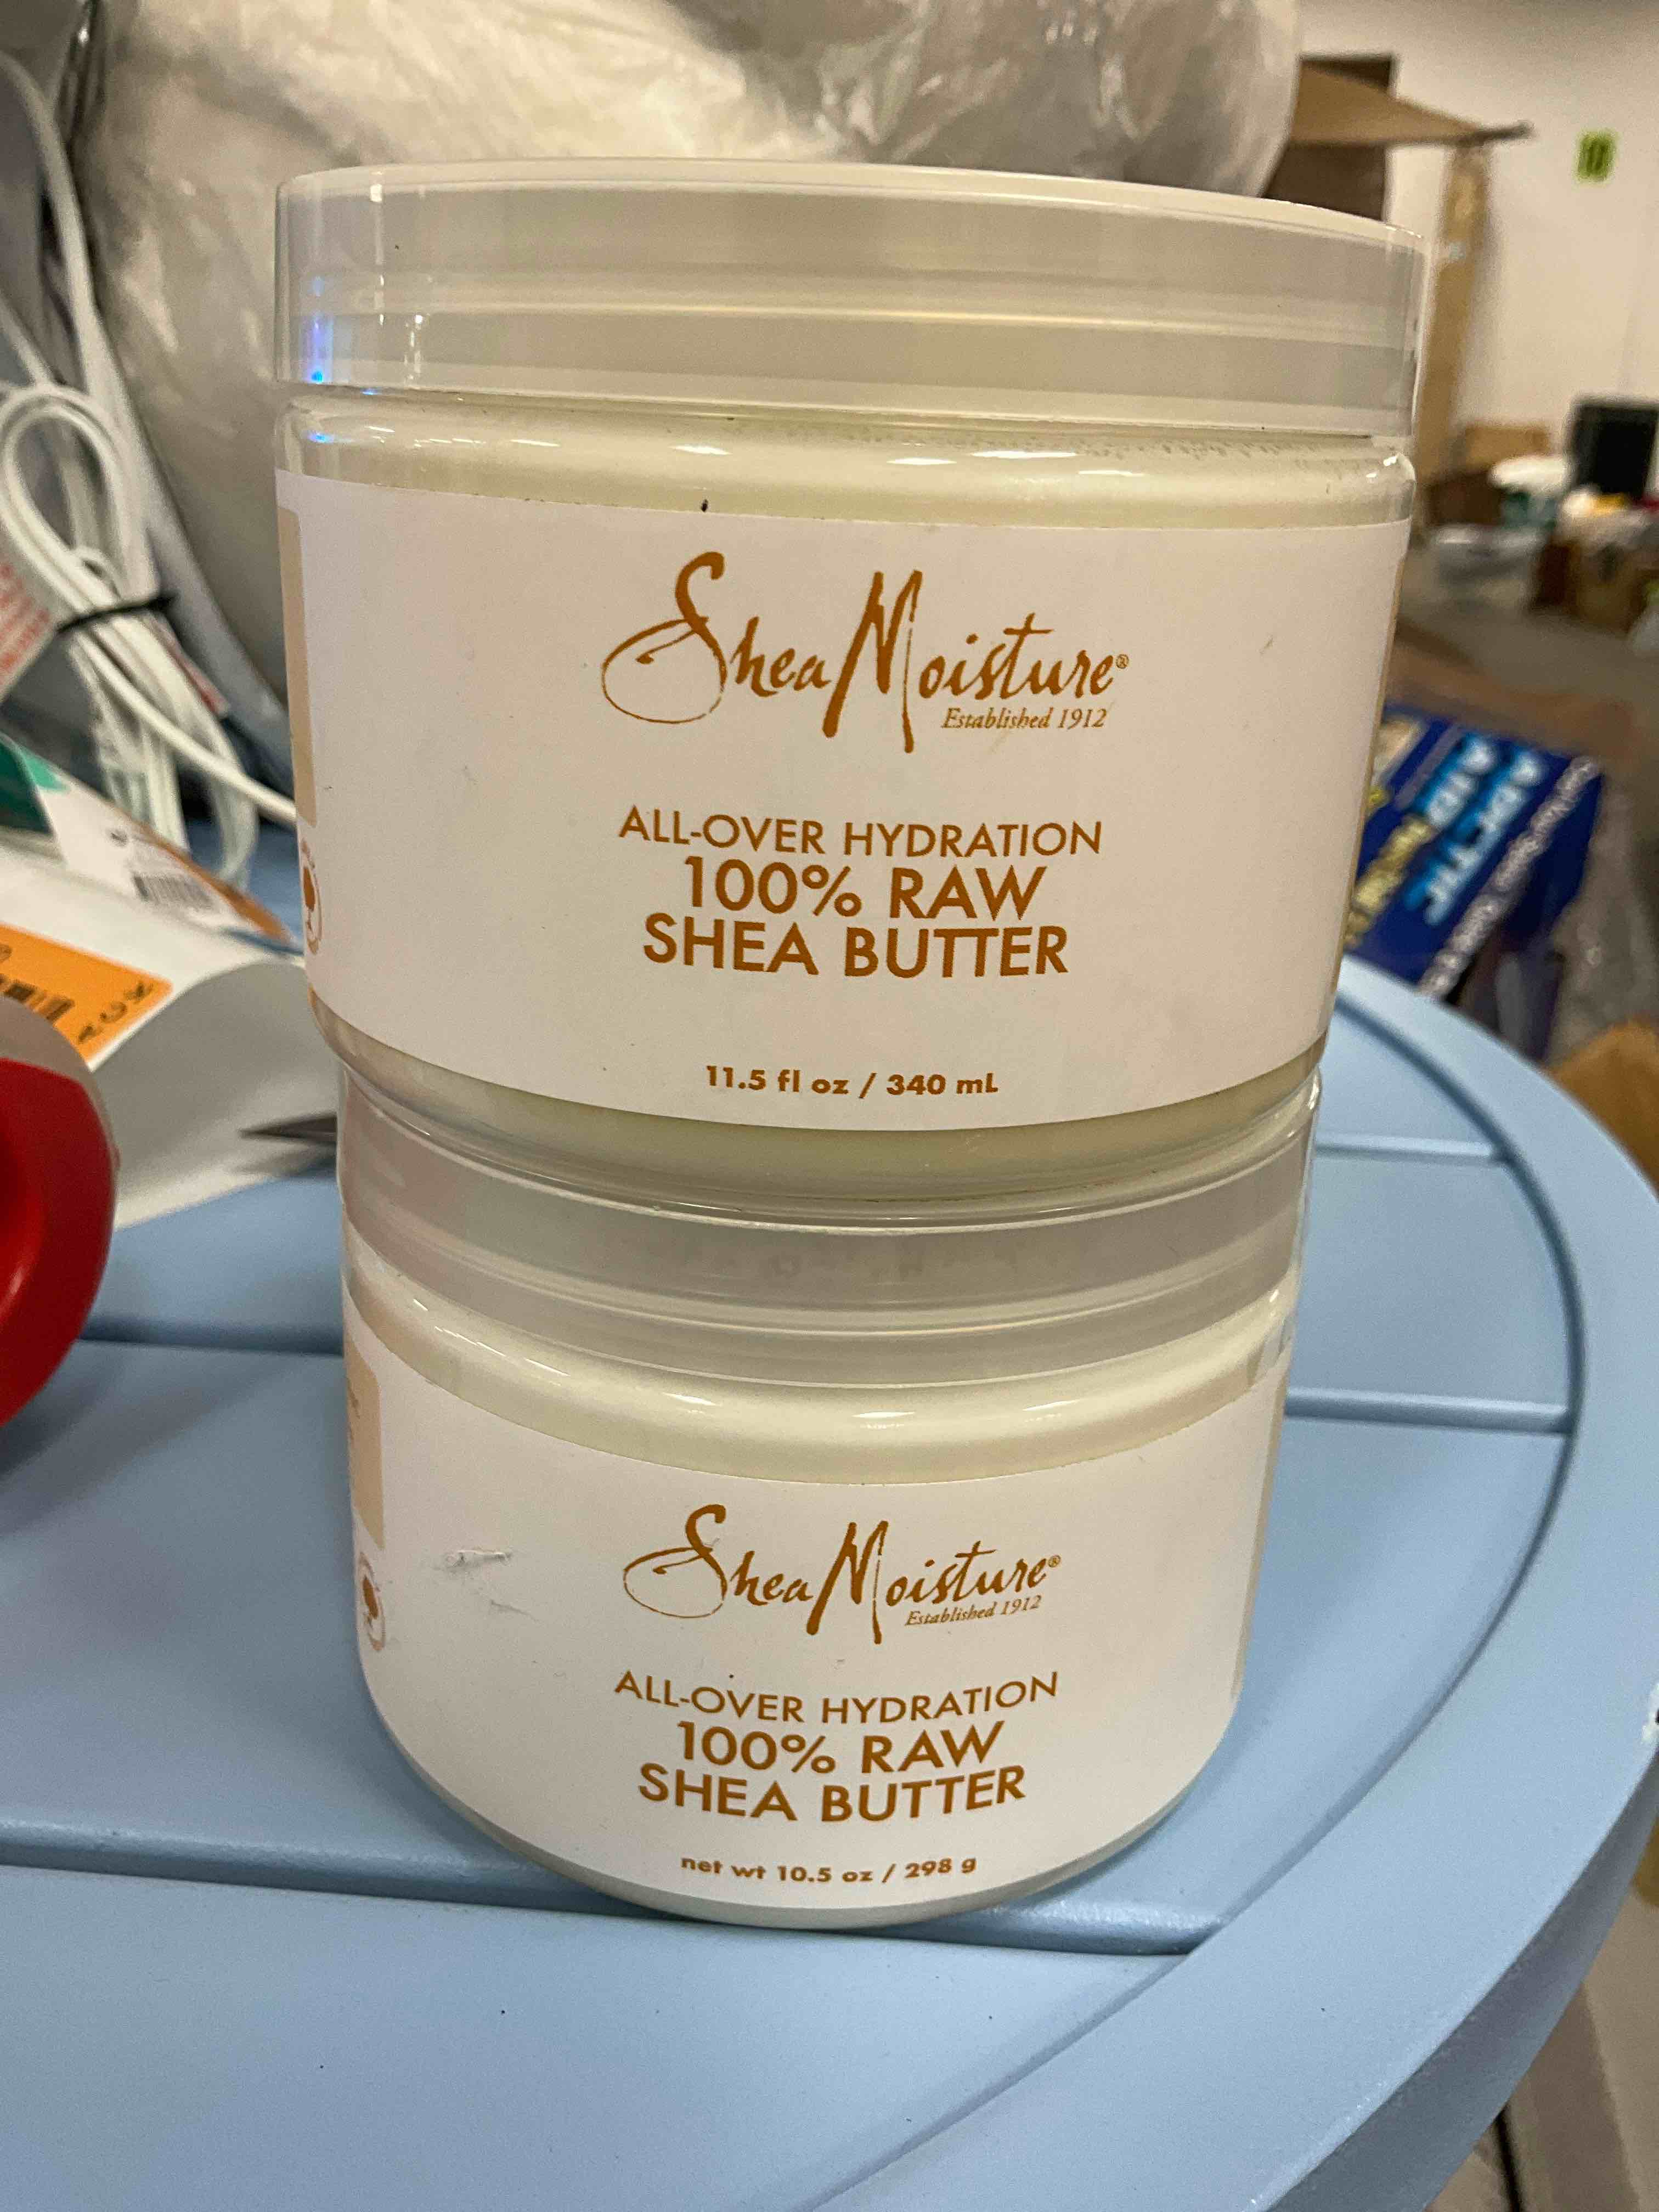 SheaMoisture®
Established 1912
ALL-OVER HYDRATION
100% RAW
SHEA BUTTER
11.5 fl oz / 340 mL
SheaMoisture®
Established 1912
ALL-OVER HYDRATION
100% RAW
SHEA BUTTER
net wt 10.5 oz / 298 g
ARCTIC